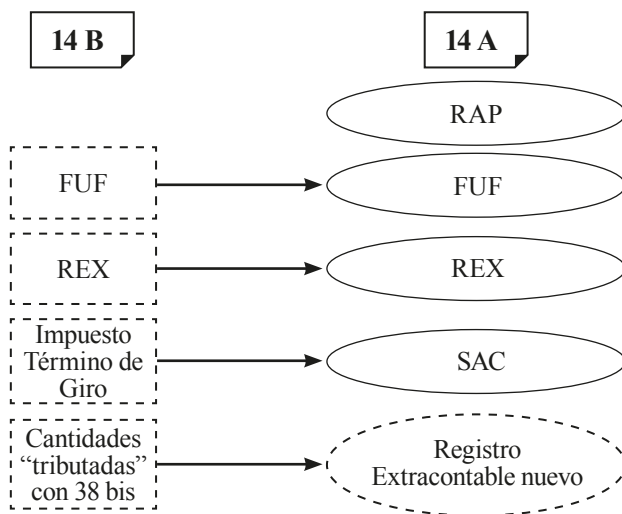 14 B
14 A
RAP
FUF
FUF
REX
REX
Impuesto
Término de
Giro
SAC
Cantidades
“tributadas”
con 38 bis
Registro
Extracontable nuevo